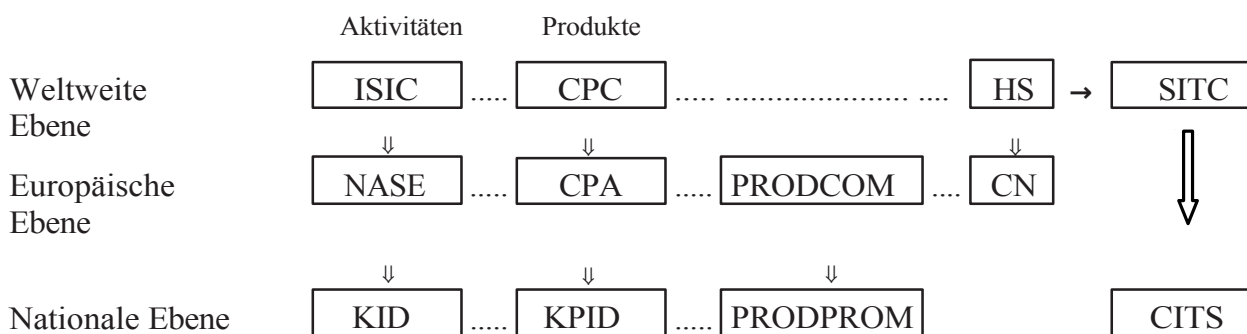 Aktivitäten Produkte
Weltweite ISIC ..... CPC ..... ...................... .... HS → SITC
Ebene
⇓ ⇓ ⇓
Europäische NASE ..... CPA ..... PRODCOM .... CN ⇓
Ebene
⇓ ⇓ ⇓
Nationale Ebene KID ..... KPID ..... PRODPROM CITS